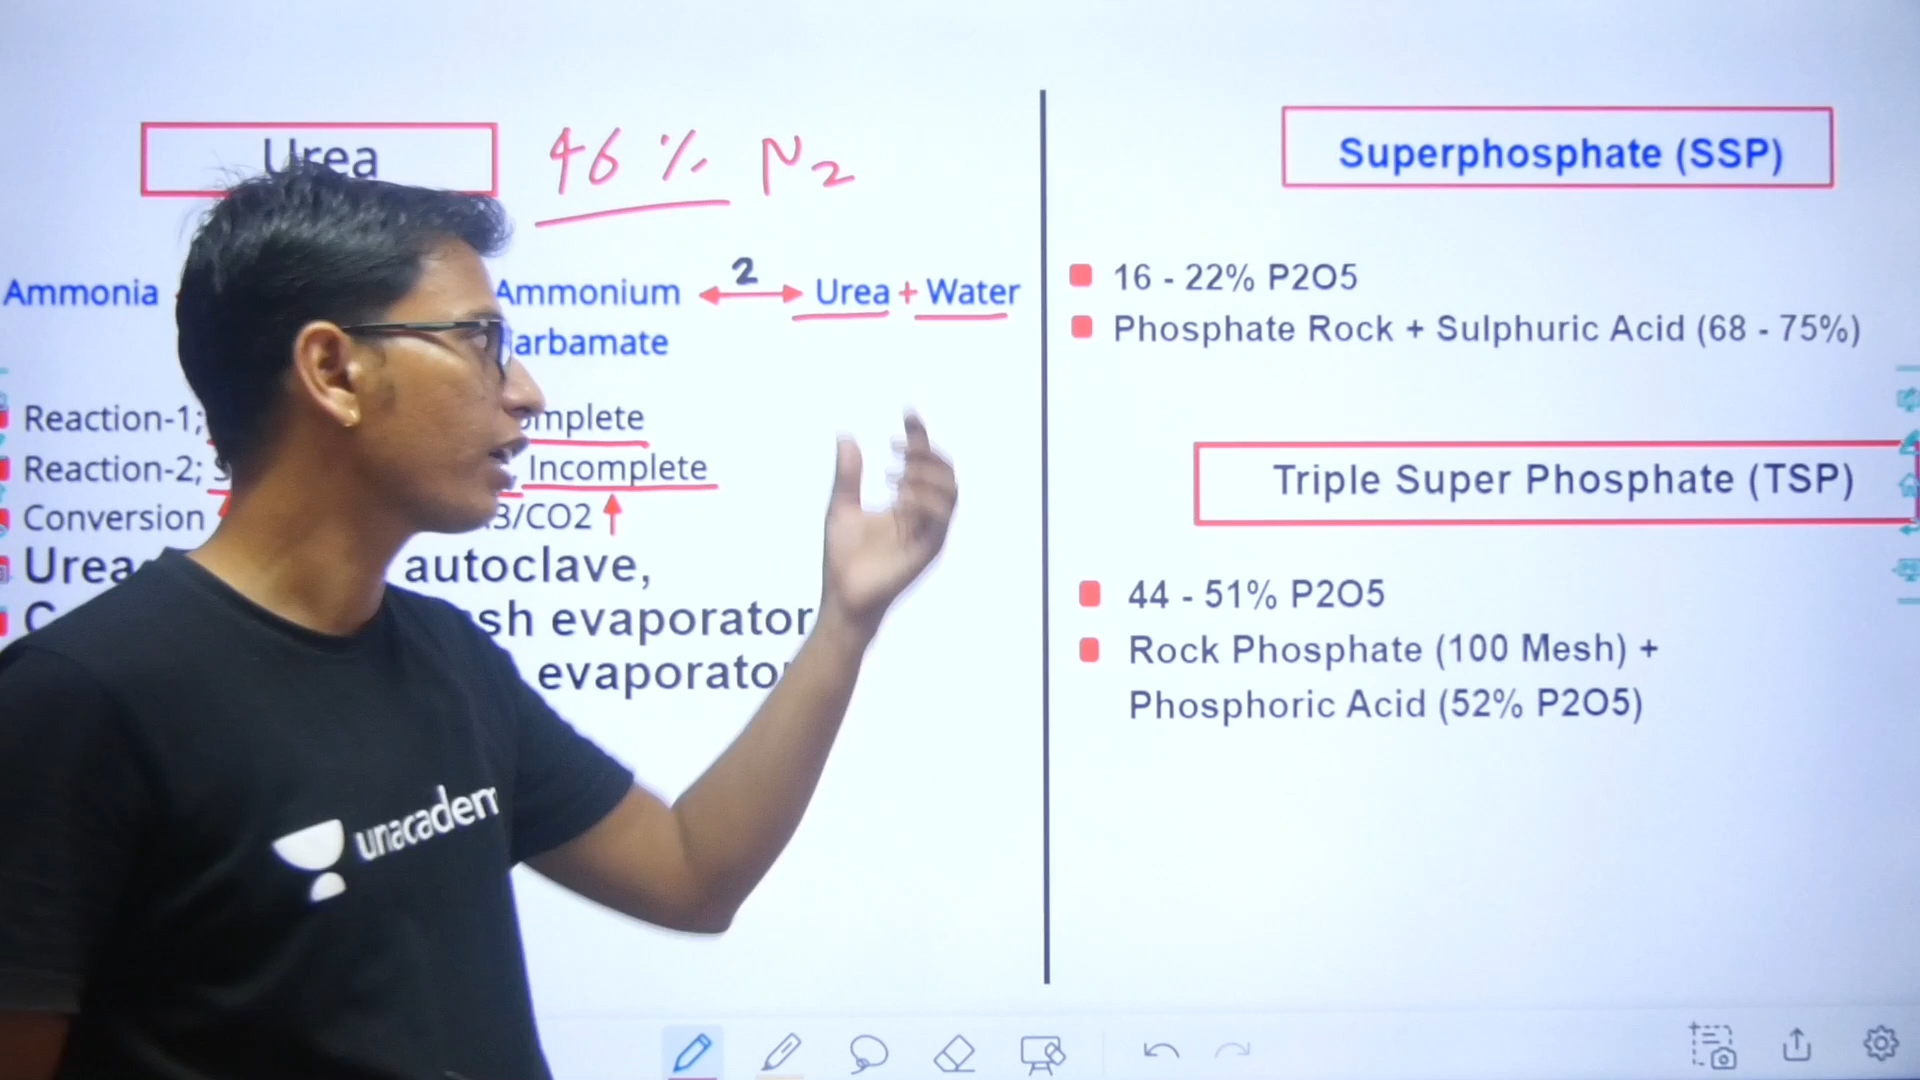 Urea
46% N2
Ammonia
Ammonium
2
Urea + Water
arbamate
Reaction-1;
mplete
Reaction-2;
Incomplete
Conversion
3/CO2
Urea
autoclave,
sh evaporator
evaporato
Superphosphate (SSP)
16 - 22% P2O5
Phosphate Rock + Sulphuric Acid (68 - 75%)
Triple Super Phosphate (TSP)
44 - 51% P2O5
Rock Phosphate (100 Mesh) +
Phosphoric Acid (52% P2O5)
unacadem